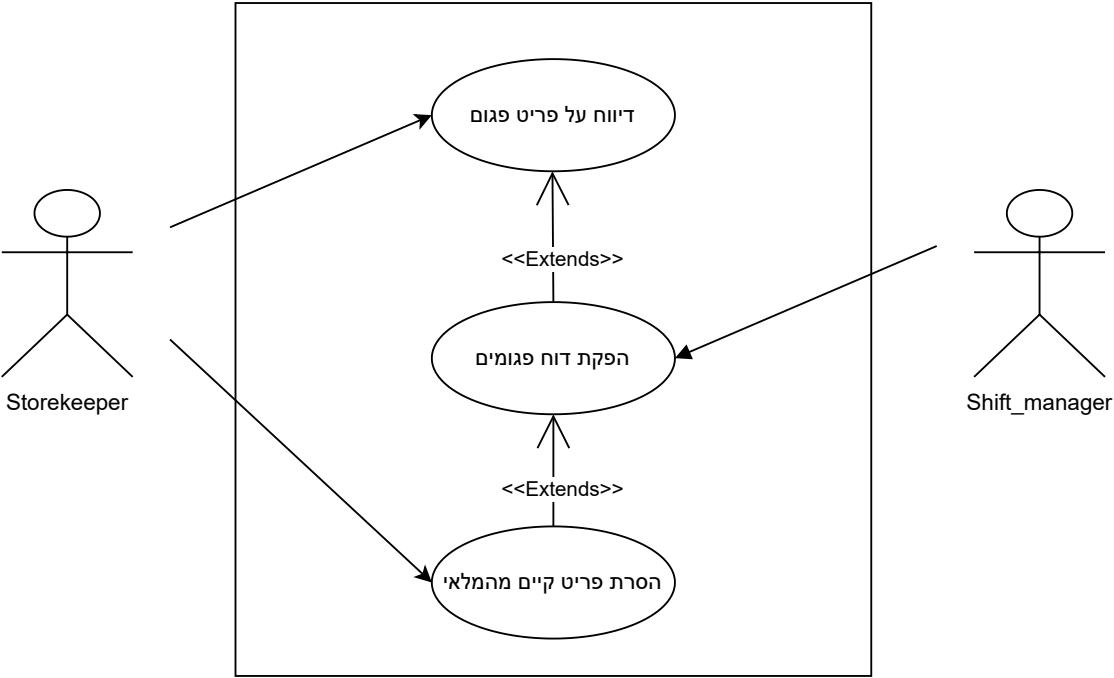 דיווח על פריט פגום
<<Extends>>
הפקת דוח פגומים
Storekeeper
Shift_manager
<<Extends>>
הסרת פריט קיים מהמלאי